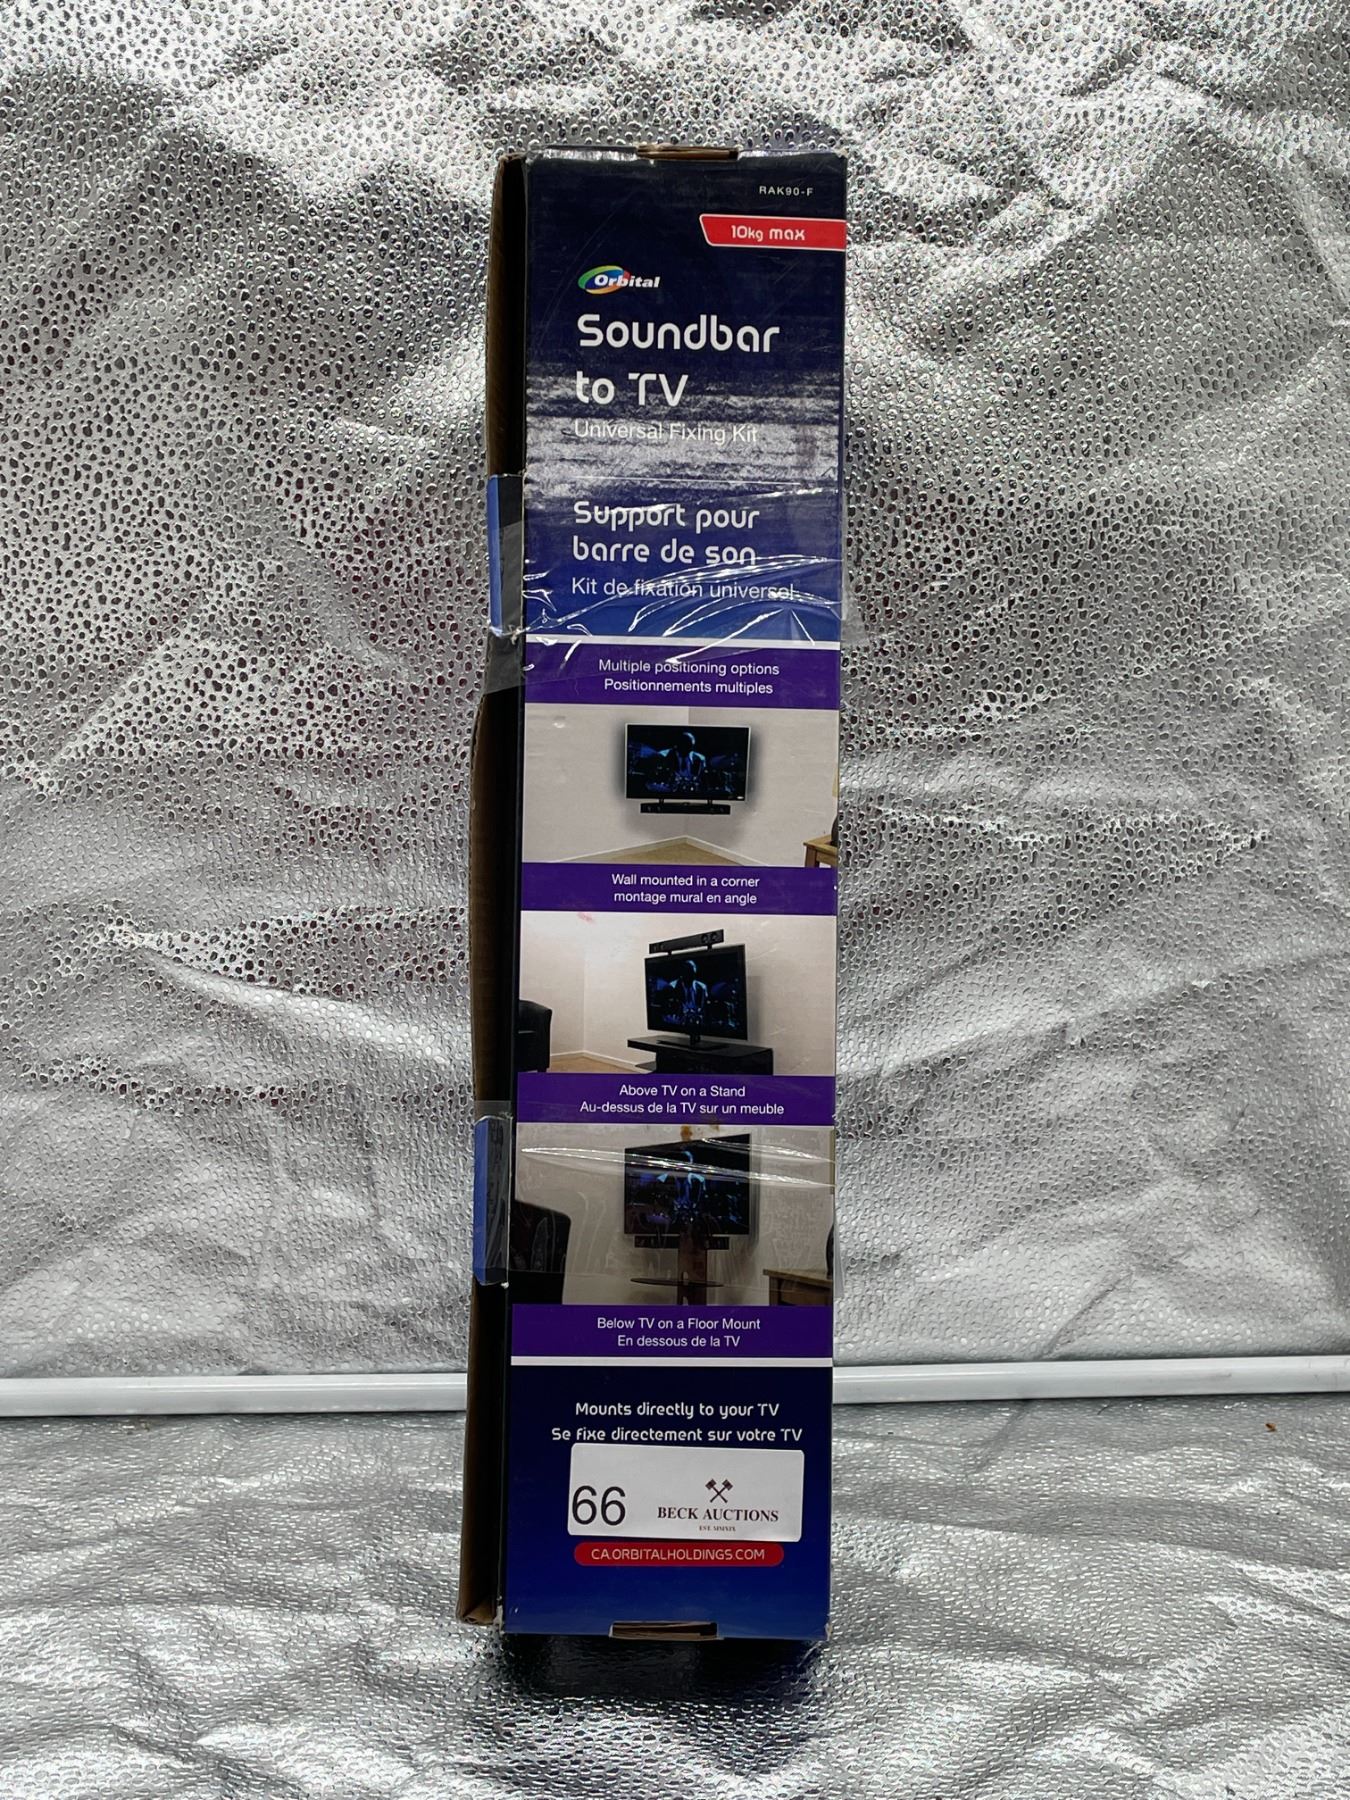 RAK90-F
10kg max
Orbital
Soundbar
to TV
Universal Fixing Kit
Support pour
barre de son
Kit de fixation universel
Multiple positioning options
Positionnements multiples
Wall mounted in a corner
montage mural en angle
Above TV on a Stand
Au-dessus de la TV sur un meuble
Below TV on a Floor Mount
En dessous de la TV
Mounts directly to your TV
Se fixe directement sur votre TV
66
BECK AUCTIONS
EST. MMXIX
CA.ORBITALHOLDINGS.COM